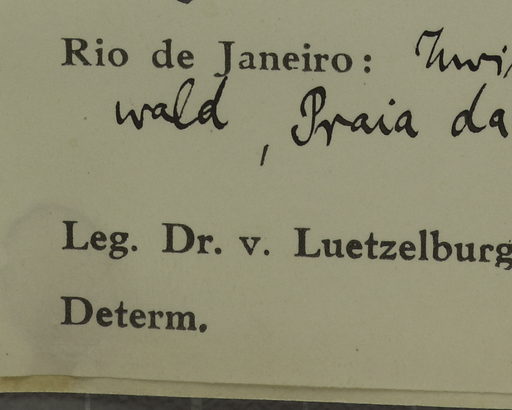 Rio de Janeiro:
wald, Praia da
Leg. Dr. v. Luetzelburg
Determ.